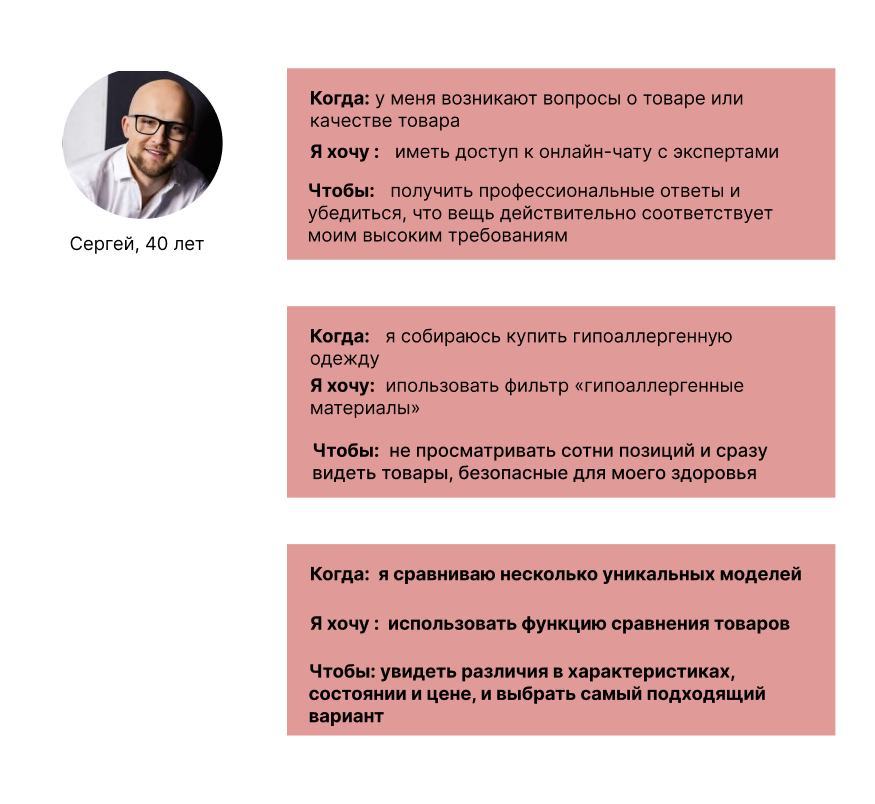 Сергей, 40 лет
Когда: у меня возникают вопросы о товаре или
качестве товара
Я хочу : иметь доступ к онлайн-чату с экспертами
Чтобы: получить профессиональные ответы и
убедиться, что вещь действительно соответствует
моим высоким требованиям
Когда: я собираюсь купить гипоаллергенную
одежду
Я хочу: ипользовать фильтр «гипоаллергенные
материалы»
Чтобы: не просматривать сотни позиций и сразу
видеть товары, безопасные для моего здоровья
Когда: я сравниваю несколько уникальных моделей
Я хочу : использовать функцию сравнения товаров
Чтобы: увидеть различия в характеристиках,
состоянии и цене, и выбрать самый подходящий
вариант